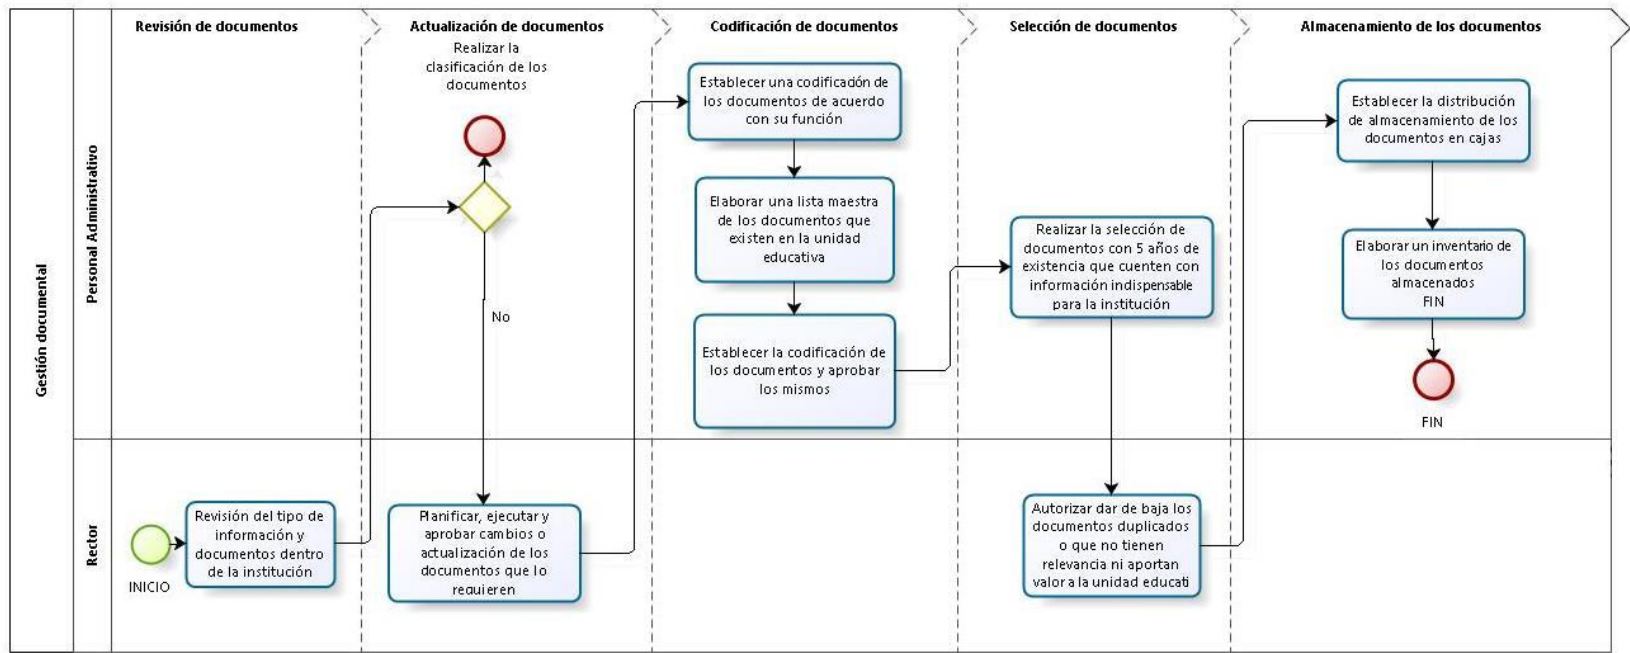 Revisión de documentos
Actualización de documentos
Codificación de documentos
Selección de documentos
Almacenamiento de los documentos
Gestión documental
Personal Administrativo
Realizar la
clasificación de los
documentos
No
Establecer una codificación de
los documentos de acuerdo
con su función
Elaborar una lista maestra
de los documentos que
existen en la unidad
educativa
Establecer la codificación de
los documentos y aprobar
los mismos
Realizar la selección de
documentos con 5 años de
existencia que cuenten con
información indispensable
para la institución
Establecer la distribución
de almacenamiento de los
documentos en cajas
Elaborar un inventario de
los documentos
almacenados
FIN
FIN
Rector
INICIO
Revisión del tipo de
información y
documentos dentro
de la institución
Planificar, ejecutar y
aprobar cambios o
actualización de los
documentos que lo
requieren
Autorizar dar de baja los
documentos duplicados
o que no tienen
relevancia ni aportan
valor a la unidad educati